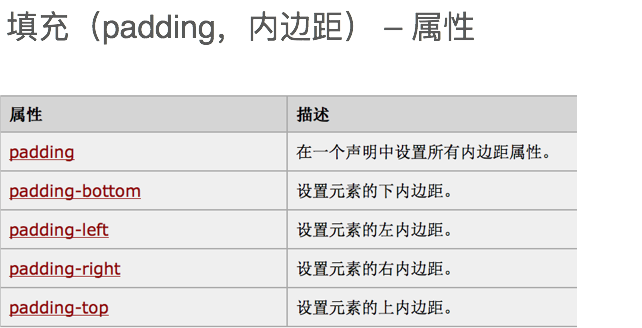 填充（padding，内边距） – 属性
属性 描述
padding 在一个声明中设置所有内边距属性。
padding-bottom 设置元素的下内边距。
padding-left 设置元素的左内边距。
padding-right 设置元素的右内边距。
padding-top 设置元素的上内边距。